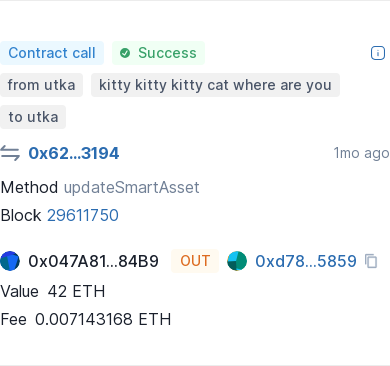 Contract call Success
from utka kitty kitty kitty cat where are you
to utka
0x62...3194 1mo ago
Method updateSmartAsset
Block 29611750
0x047A81...84B9 OUT 0xd78...5859
Value 42 ETH
Fee 0.007143168 ETH